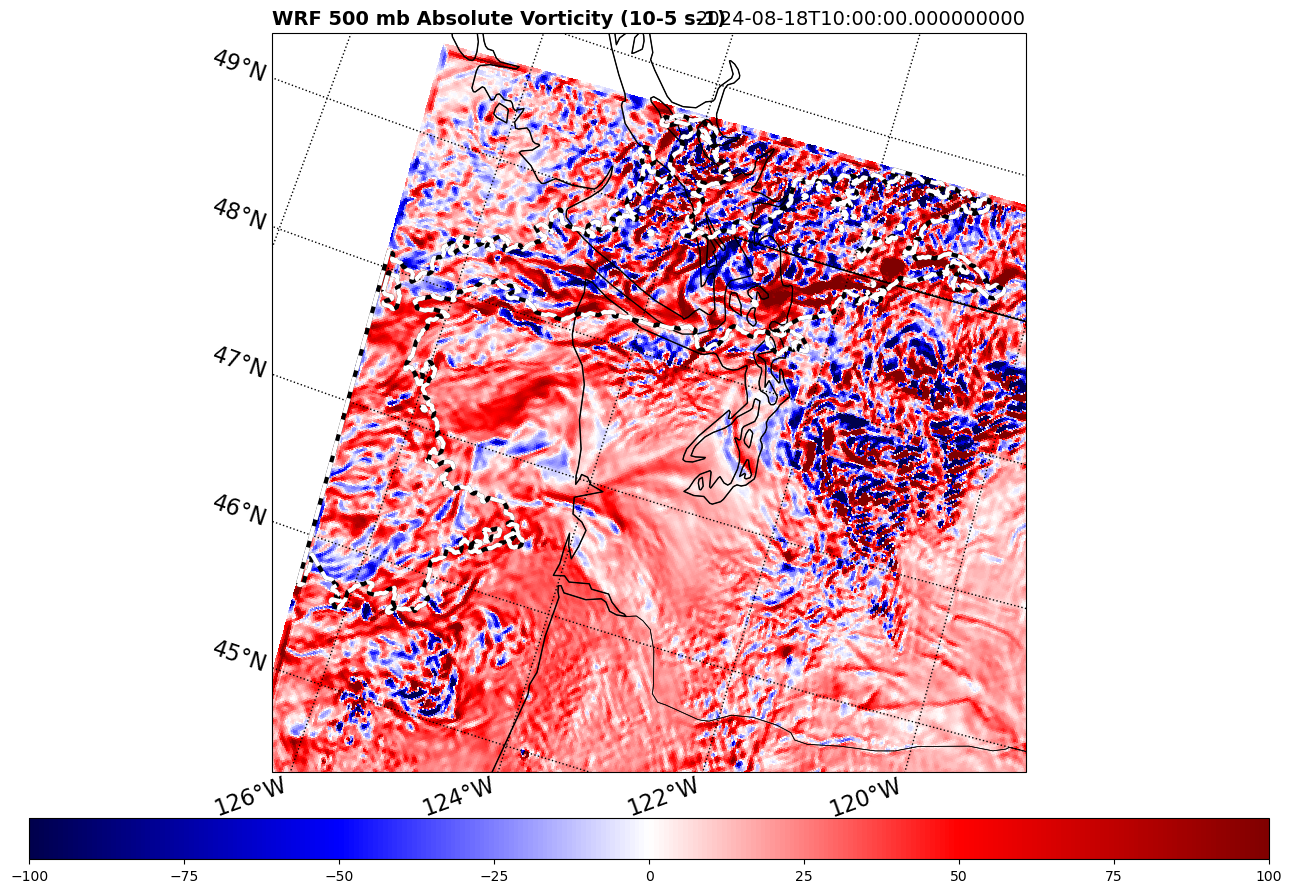 WRF 500 mb Absolute Vorticity (10-5 s-1)
2024-08-18T10:00:00.000000000
49°N
48°N
47°N
46°N
45°N
126°W
124°W
122°W
120°W
−100
−75
−50
−25
0
25
50
75
100